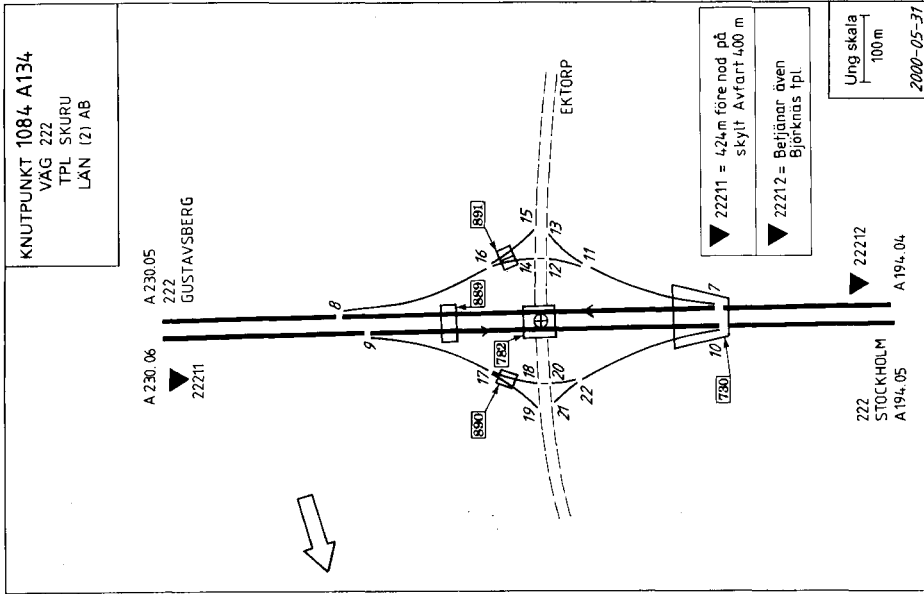 KNUTPUNKT 1084 A134
VÄG 222
TPL SKURU
LÄN (2) AB
A 230.06
22211
A 230.05
222
GUSTAVSBERG
8
9
889
16
891
15
17
782
14
13
890
18
12
EKTORP
19
20
11
21
22
10
7
730
222
STOCKHOLM
A 194.05
22212
A 194.04
22211 = 424m före nod på
skylt Avfart 400 m
22212 = Betjänar även
Björknäs tpl.
Ung skala
100m
2000-05-31